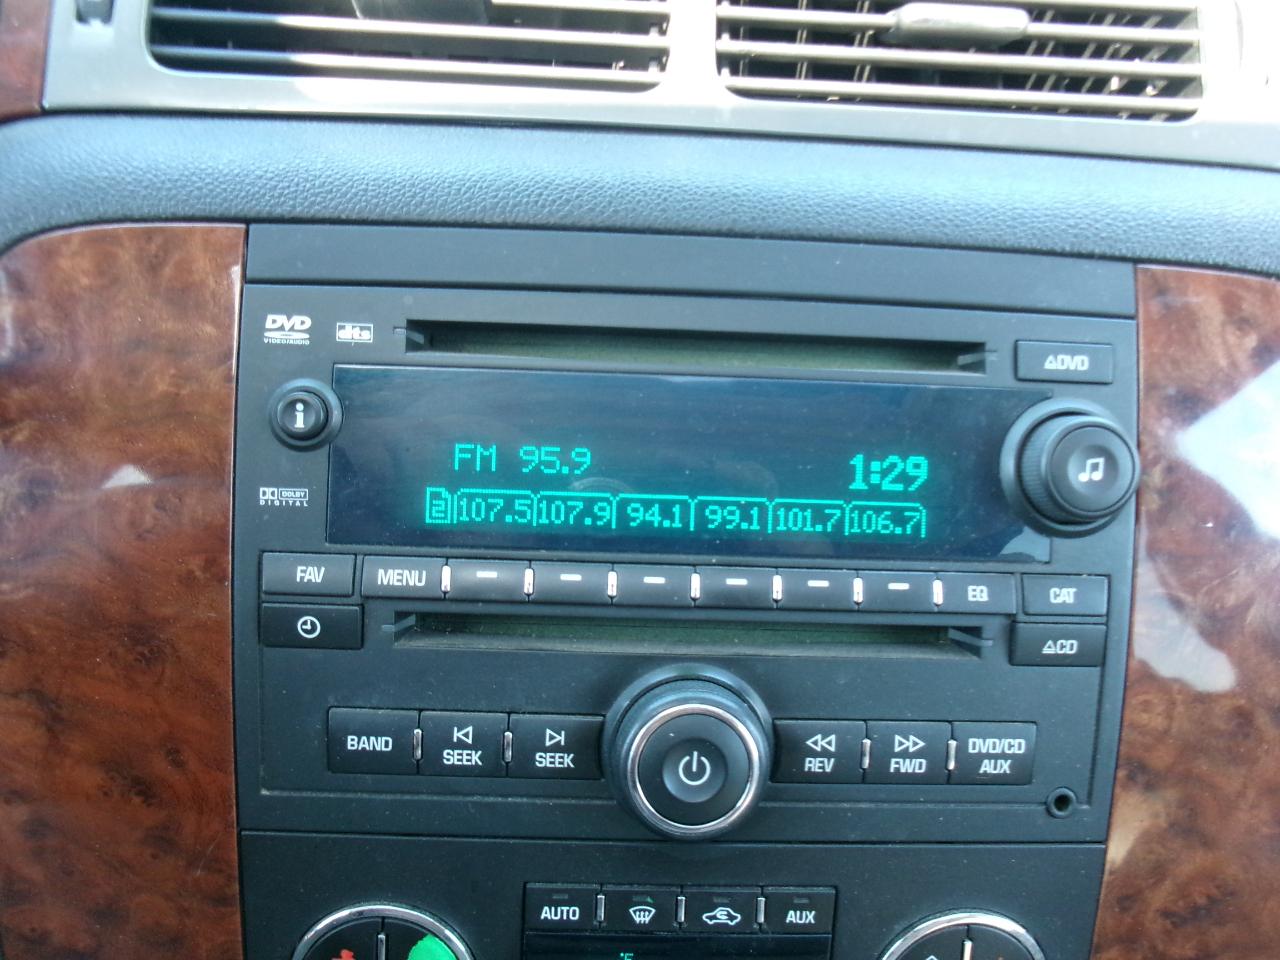 DVD
VIDEO/AUDIO
dts
DVD
i
FM 95.9 1:29
DOLBY
DIGITAL
2 107.5 107.9 94.1 99.1 101.7 106.7
FAV MENU EQ CAT
CD
BAND SEEK SEEK REV FWD DVD/CD
AUX
AUTO AUX
°F